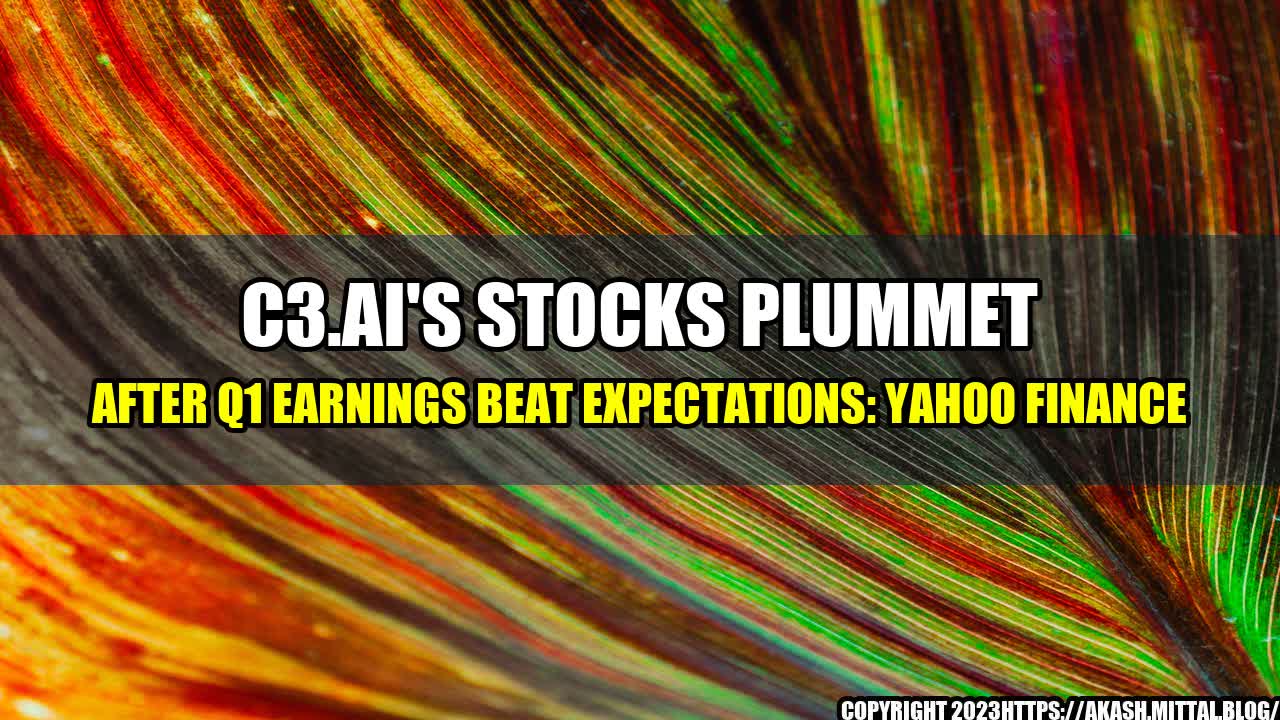 C3.AI'S STOCKS PLUMMET
AFTER Q1 EARNINGS BEAT EXPECTATIONS: YAHOO FINANCE
COPYRIGHT 2023HTTPS://AKASH.MITTAL.BLOG/